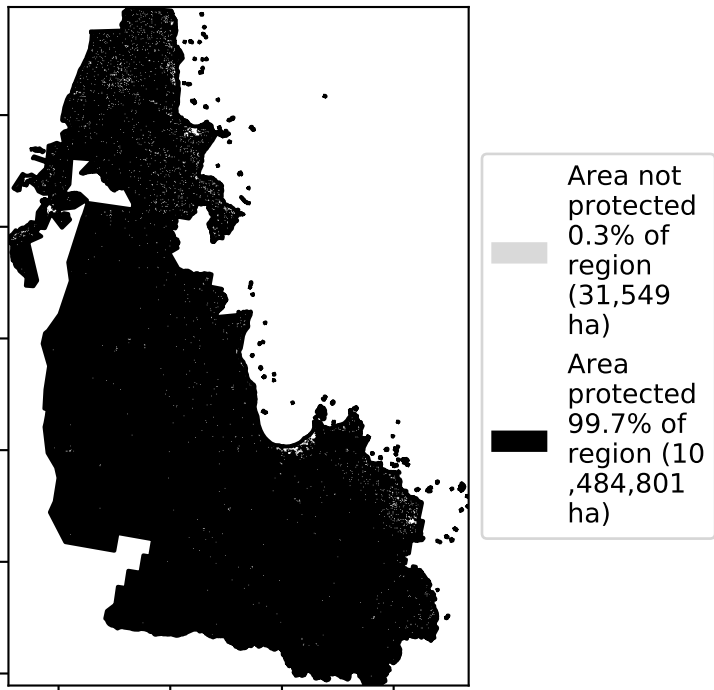 Area not
protected
0.3% of
region
(31,549
ha)
Area
protected
99.7% of
region (10
,484,801
ha)